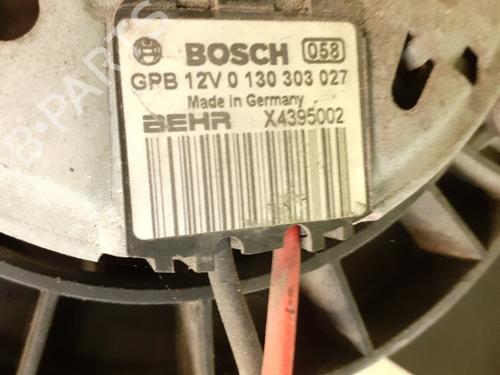 BOSCH 058
GPB 12V 0 130 303 027
Made in Germany
BEHR X4395002
B-PARTS